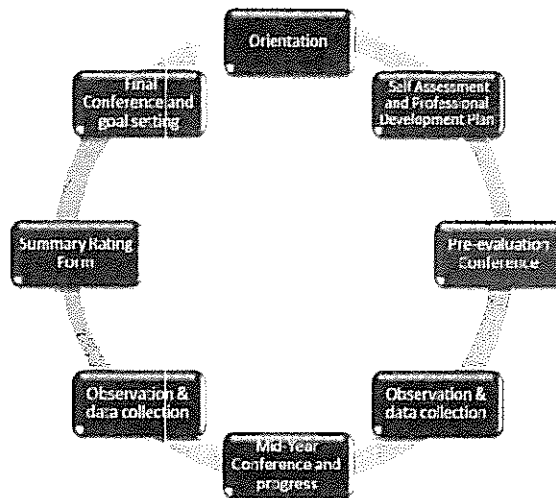 Orientation
Self Assessment
and Professional
Development Plan
Pre-evaluation
Conference
Observation &
data collection
Mid-Year
Conference and
progress
Observation &
data collection
Summary Rating
Form
Final
Conference and
goal setting